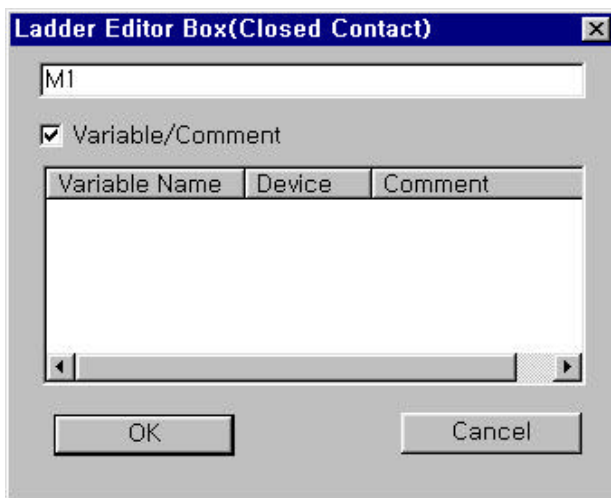 Ladder Editor Box(Closed Contact)
M1
Variable/Comment
Variable Name Device Comment
OK Cancel